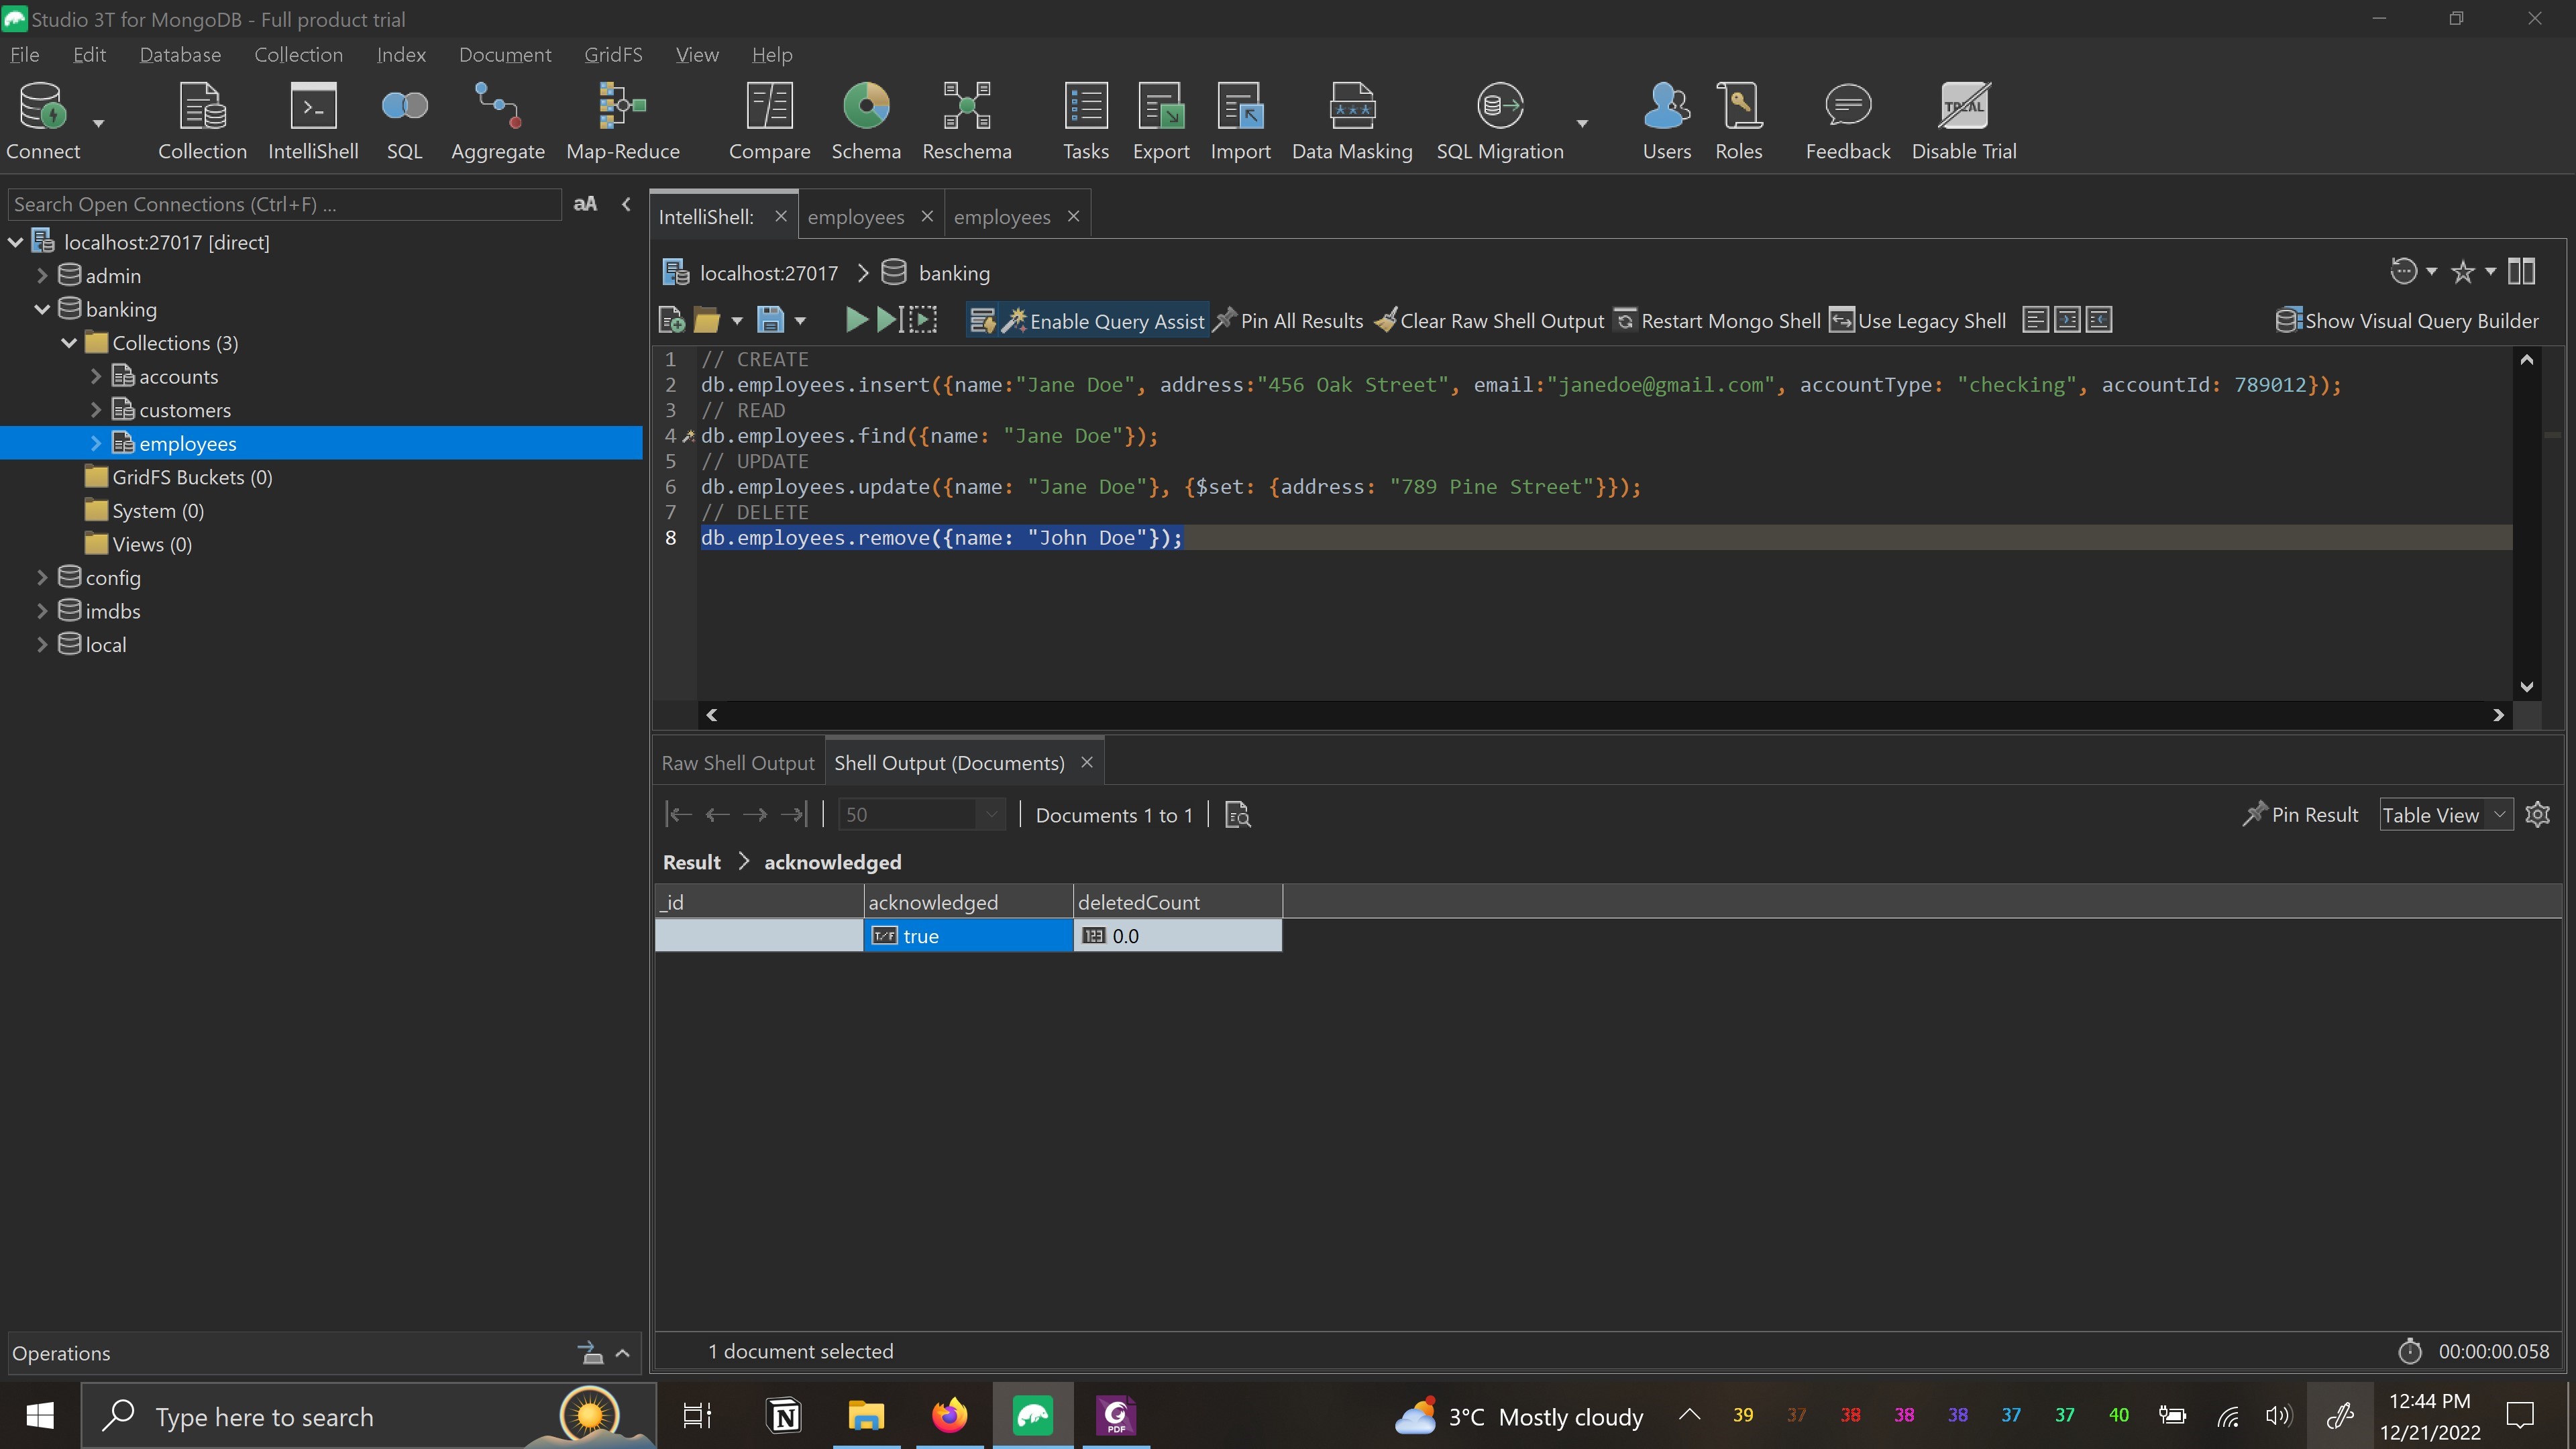 Studio 3T for MongoDB - Full product trial
File Edit Database Collection Index Document GridFS View Help
TRIAL
Connect Collection IntelliShell SQL Aggregate Map-Reduce Compare Schema Reschema Tasks Export Import Data Masking SQL Migration Users Roles Feedback Disable Trial
Search Open Connections (Ctrl+F) ... aA
localhost:27017 [direct]
admin
banking
Collections (3)
accounts
customers
employees
GridFS Buckets (0)
System (0)
Views (0)
config
imdbs
local
Operations
IntelliShell: employees employees
localhost:27017 banking
Enable Query Assist Pin All Results Clear Raw Shell Output Restart Mongo Shell Use Legacy Shell Show Visual Query Builder
1 // CREATE
2 db.employees.insert({name:"Jane Doe", address:"456 Oak Street", email:"janedoe@gmail.com", accountType: "checking", accountId: 789012});
3 // READ
4 db.employees.find({name: "Jane Doe"});
5 // UPDATE
6 db.employees.update({name: "Jane Doe"}, {$set: {address: "789 Pine Street"}});
7 // DELETE
8 db.employees.remove({name: "John Doe"});
Raw Shell Output Shell Output (Documents)
50 Documents 1 to 1 Pin Result Table View
Result acknowledged
_id acknowledged deletedCount
T/F true 123 0.0
1 document selected 00:00:00.058
Type here to search N PDF 3°C Mostly cloudy 39 37 38 38 38 37 37 40 12:44 PM
12/21/2022